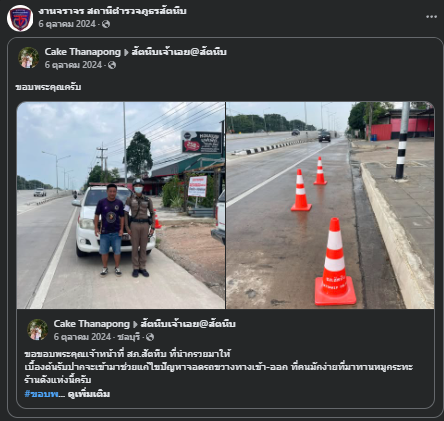 งานจราจร สถานีตำรวจภูธรสัตหีบ
6 ตุลาคม 2024 ·
Cake Thanapong ▸ สัตหีบเจ้าเอย@สัตหีบ
6 ตุลาคม 2024 ·
ขอบพระคุณครับ
Cake Thanapong ▸ สัตหีบเจ้าเอย@สัตหีบ
6 ตุลาคม 2024 · ชลบุรี ·
ขอขอบพระคุณเจ้าหน้าที่ สภ.สัตหีบ ที่น่ากรวยมาให้
เบื้องต้นรับปากจะเข้ามาช่วยแก้ไขปัญหาจอดรถขวางทางเข้า-ออก ที่คนมักง่ายที่มาทานหมูกระทะ
ร้านดังแห่งนี้ครับ
#ขอบพ... ดูเพิ่มเติม